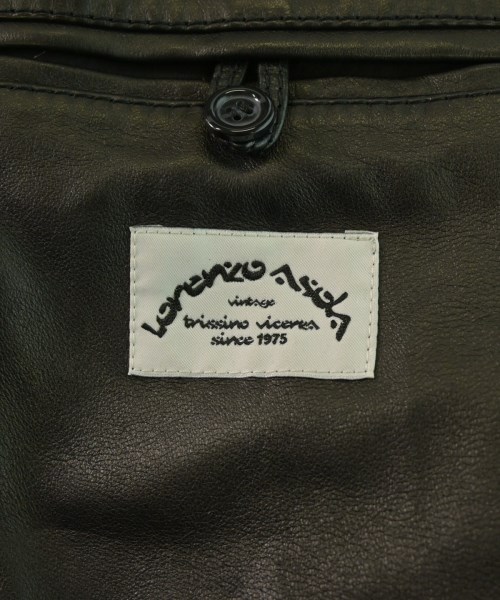 Lorenzo Asola
vintage
trissino vicenza
since 1975